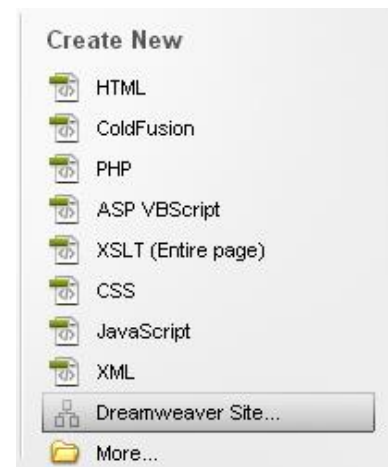 Create New
HTML
ColdFusion
PHP
ASP VBScript
XSLT (Entire page)
CSS
JavaScript
XML
Dreamweaver Site...
More...